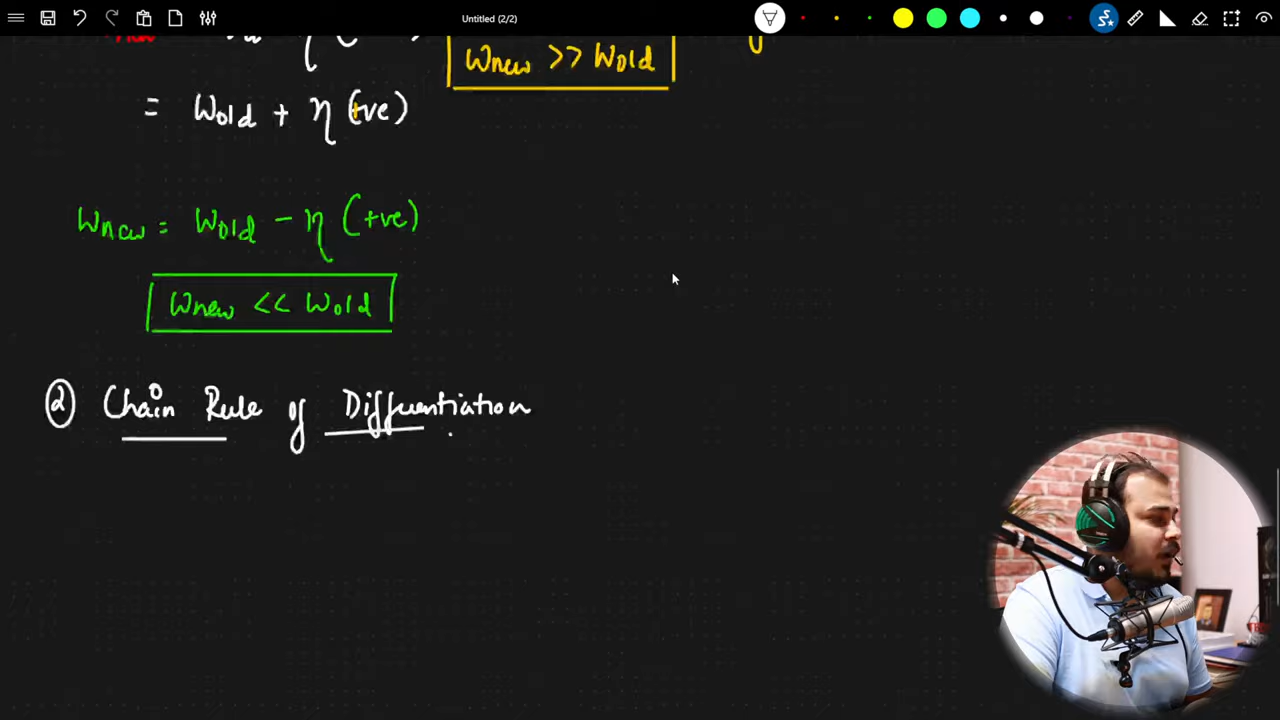 Untitled (2/2)
Wnew >> Wold
= Wold + η (+ve)
Wnew = Wold - η (+ve)
Wnew << Wold
② Chain Rule of Differentiation